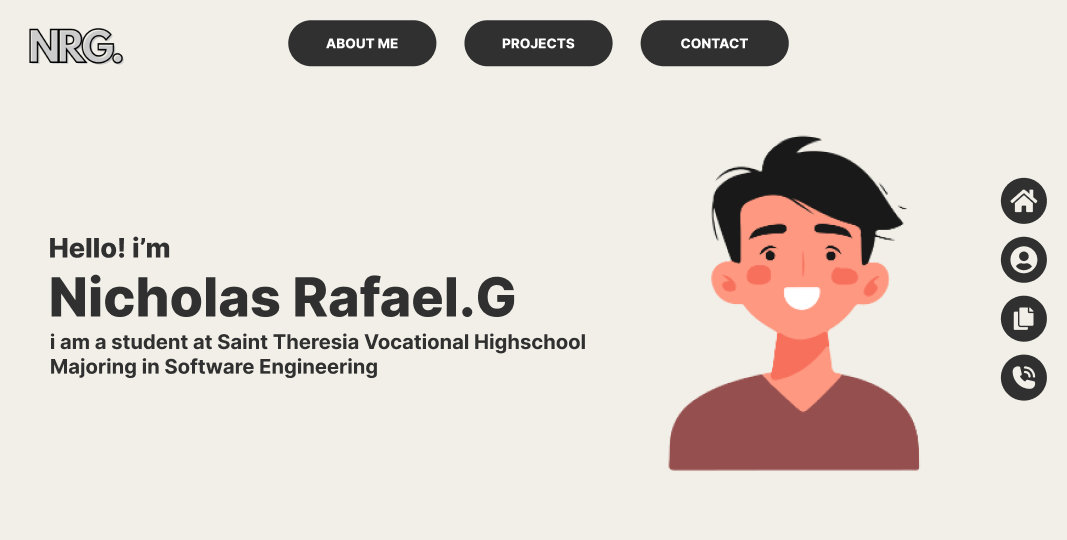 NRG.
ABOUT ME
PROJECTS
CONTACT
Hello! i’m
Nicholas Rafael.G
i am a student at Saint Theresia Vocational Highschool
Majoring in Software Engineering